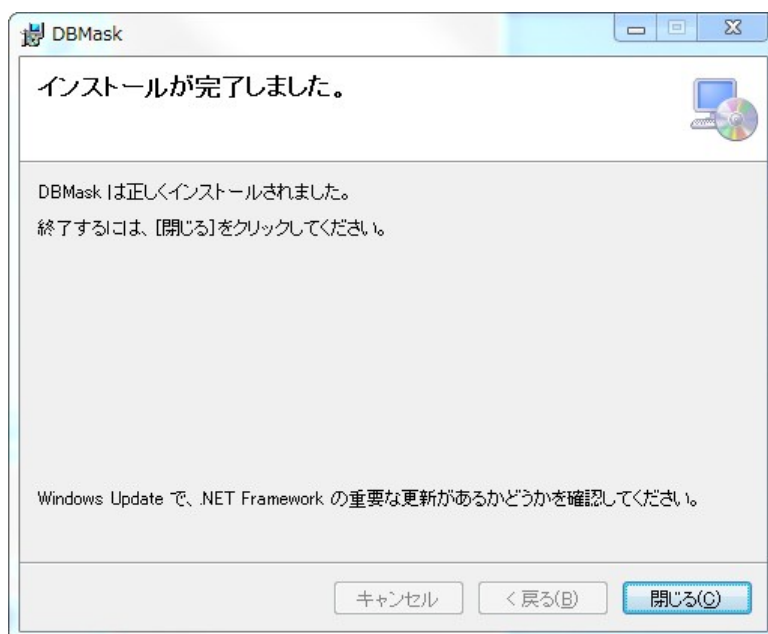 DBMask
インストールが完了しました。
DBMask は正しくインストールされました。
終了するには、[閉じる]をクリックしてください。
Windows Update で、.NET Framework の重要な更新があるかどうかを確認してください。
キャンセル
< 戻る(B)
閉じる(C)